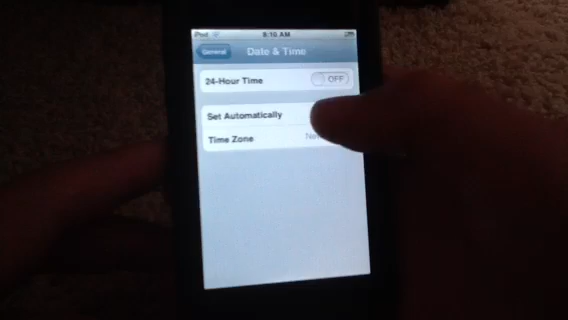 iPod 8:10 AM
General Date & Time
24-Hour Time OFF
Set Automatically
Time Zone